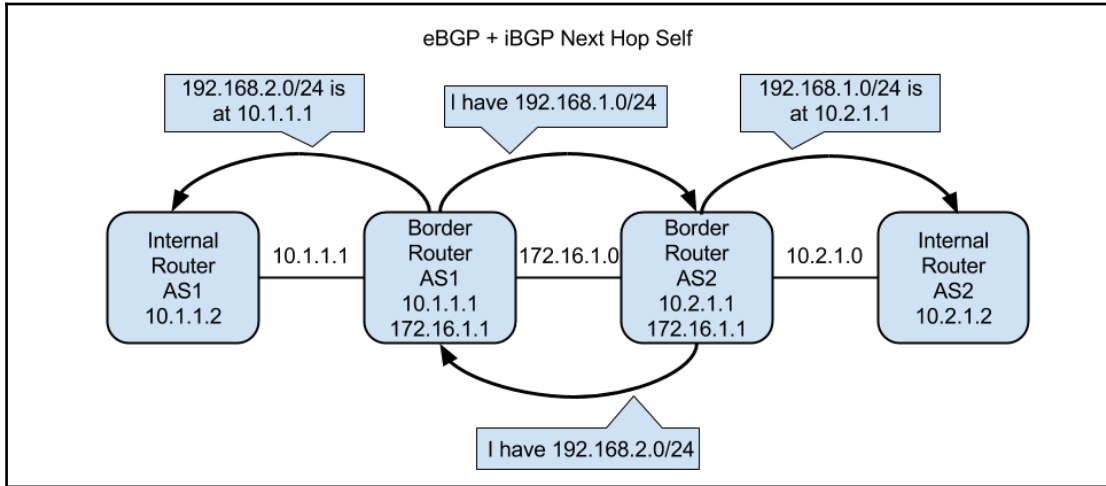 eBGP + iBGP Next Hop Self
192.168.2.0/24 is
at 10.1.1.1
I have 192.168.1.0/24
192.168.1.0/24 is
at 10.2.1.1
Internal
Router
AS1
10.1.1.2
10.1.1.1
Border
Router
AS1
10.1.1.1
172.16.1.1
172.16.1.0
Border
Router
AS2
10.2.1.1
172.16.1.1
10.2.1.0
Internal
Router
AS2
10.2.1.2
I have 192.168.2.0/24